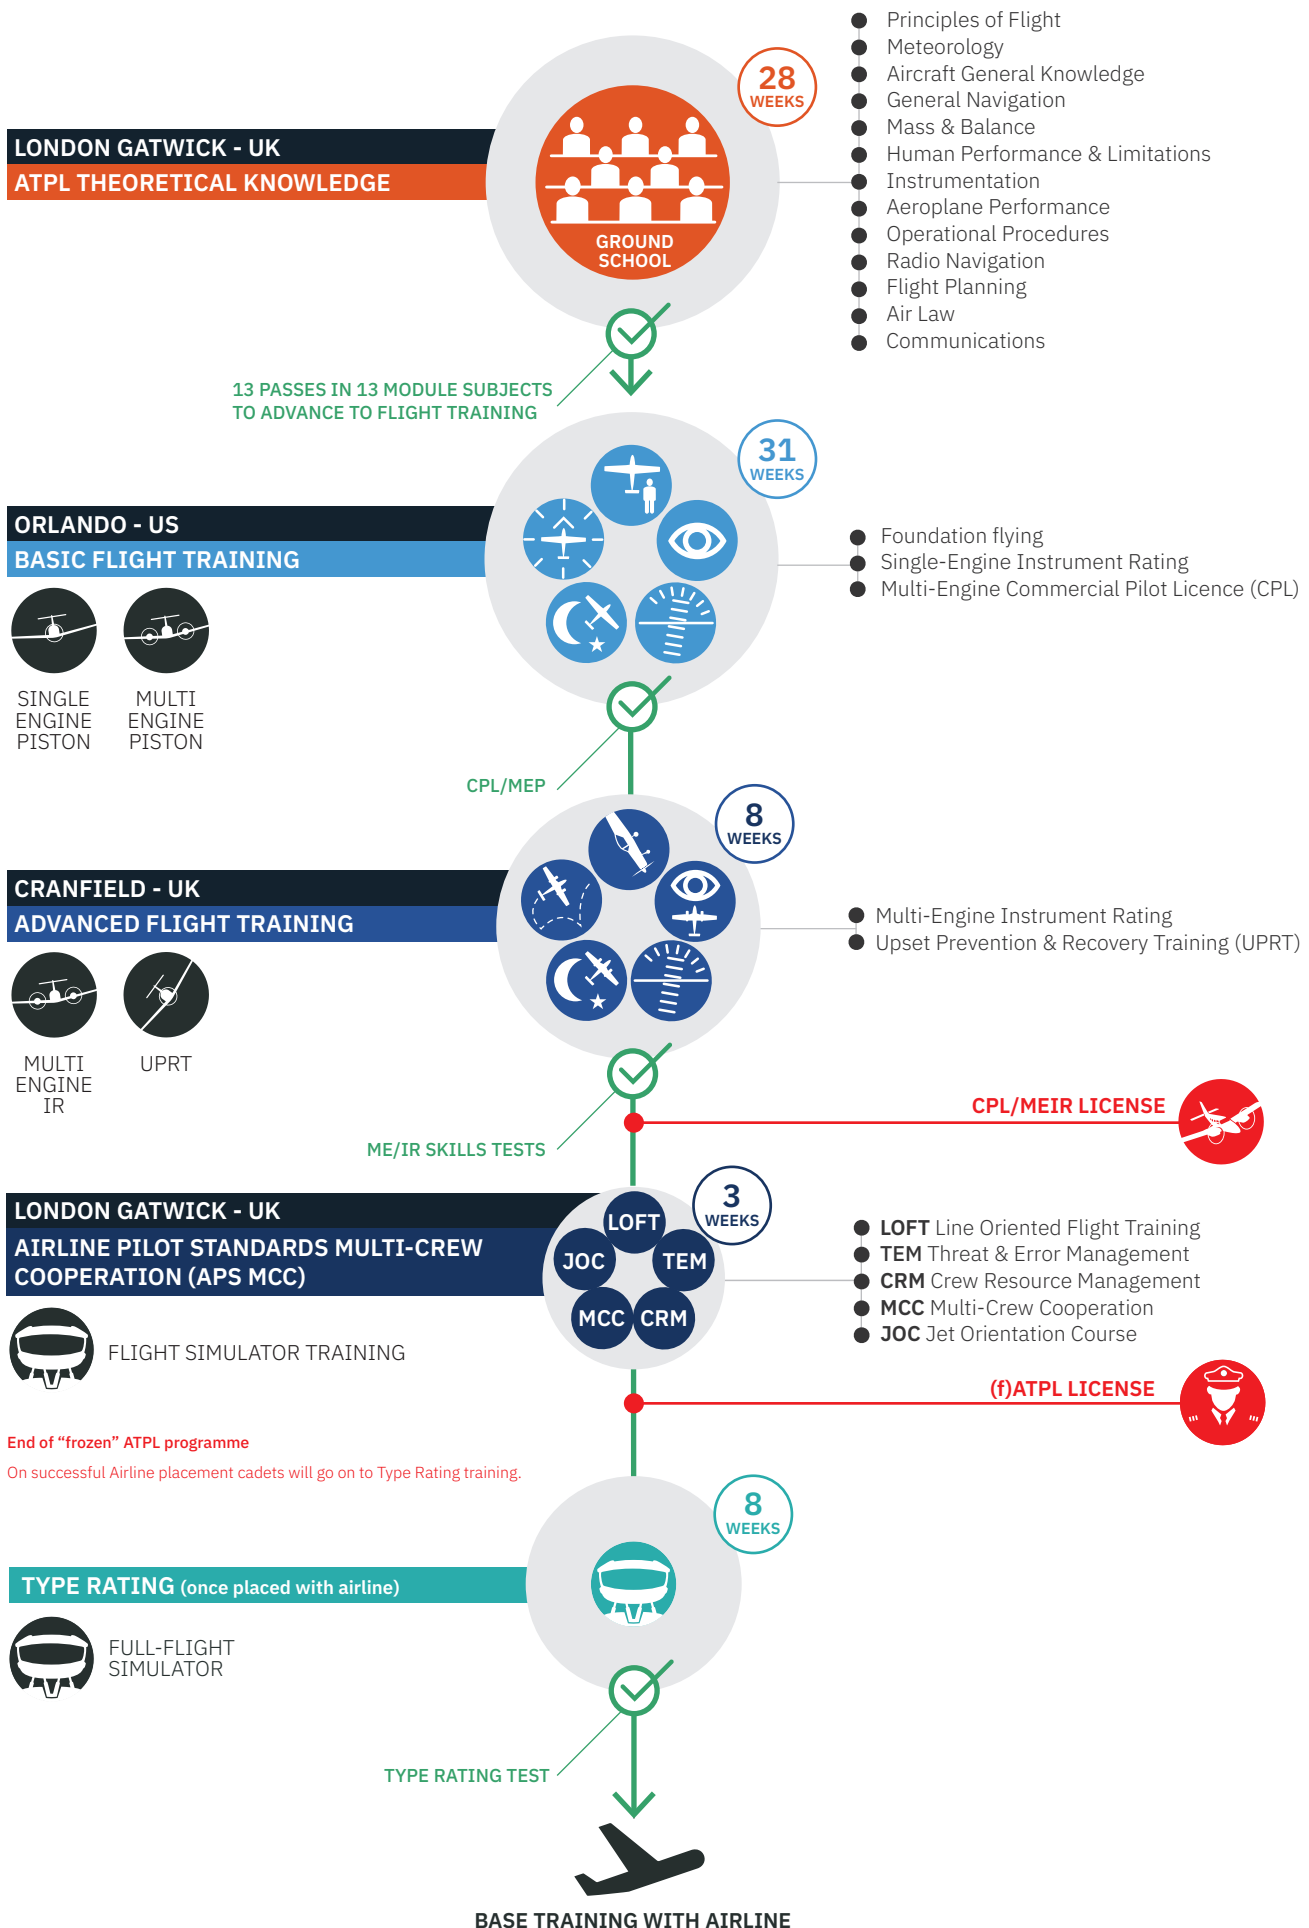 28
WEEKS
Principles of Flight
Meteorology
Aircraft General Knowledge
General Navigation
Mass & Balance
Human Performance & Limitations
Instrumentation
Aeroplane Performance
Operational Procedures
Radio Navigation
Flight Planning
Air Law
Communications
LONDON GATWICK - UK
ATPL THEORETICAL KNOWLEDGE
GROUND
SCHOOL
13 PASSES IN 13 MODULE SUBJECTS
TO ADVANCE TO FLIGHT TRAINING
31
WEEKS
ORLANDO - US
BASIC FLIGHT TRAINING
Foundation flying
Single-Engine Instrument Rating
Multi-Engine Commercial Pilot Licence (CPL)
SINGLE
ENGINE
PISTON
MULTI
ENGINE
PISTON
CPL/MEP
8
WEEKS
CRANFIELD - UK
ADVANCED FLIGHT TRAINING
Multi-Engine Instrument Rating
Upset Prevention & Recovery Training (UPRT)
MULTI
ENGINE
IR
UPRT
CPL/MEIR LICENSE
ME/IR SKILLS TESTS
3
WEEKS
LONDON GATWICK - UK
AIRLINE PILOT STANDARDS MULTI-CREW
COOPERATION (APS MCC)
LOFT
JOC
TEM
MCC
CRM
LOFT Line Oriented Flight Training
TEM Threat & Error Management
CRM Crew Resource Management
MCC Multi-Crew Cooperation
JOC Jet Orientation Course
FLIGHT SIMULATOR TRAINING
(f)ATPL LICENSE
End of “frozen” ATPL programme
On successful Airline placement cadets will go on to Type Rating training.
8
WEEKS
TYPE RATING (once placed with airline)
FULL-FLIGHT
SIMULATOR
TYPE RATING TEST
BASE TRAINING WITH AIRLINE